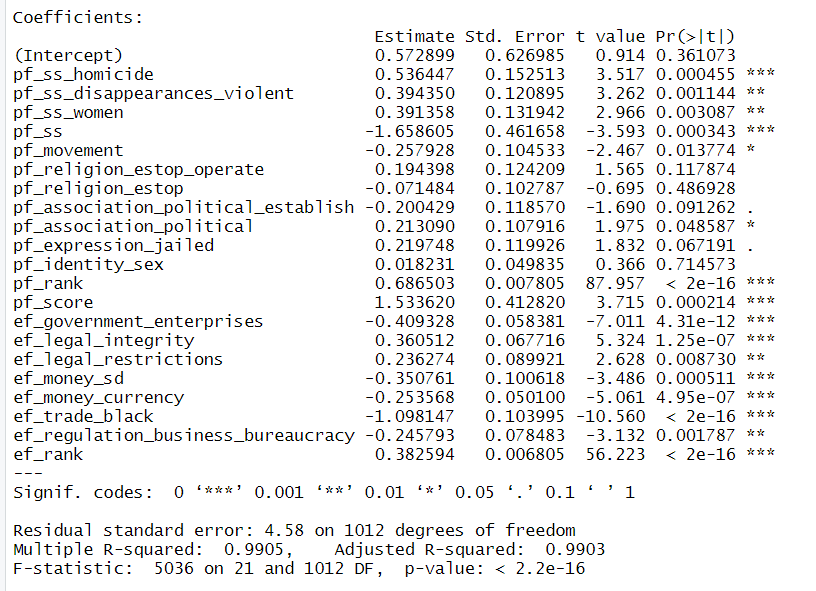 Coefficients:
Estimate Std. Error t value Pr(>|t|)
(Intercept) 0.572899 0.626985 0.914 0.361073
pf_ss_homicide 0.536447 0.152513 3.517 0.000455 ***
pf_ss_disappearances_violent 0.394350 0.120895 3.262 0.001144 **
pf_ss_women 0.391358 0.131942 2.966 0.003087 **
pf_ss -1.658605 0.461658 -3.593 0.000343 ***
pf_movement -0.257928 0.104533 -2.467 0.013774 *
pf_religion_estop_operate 0.194398 0.124209 1.565 0.117874
pf_religion_estop -0.071484 0.102787 -0.695 0.486928
pf_association_political_establish -0.200429 0.118570 -1.690 0.091262 .
pf_association_political 0.213090 0.107916 1.975 0.048587 *
pf_expression_jailed 0.219748 0.119926 1.832 0.067191 .
pf_identity_sex 0.018231 0.049835 0.366 0.714573
pf_rank 0.686503 0.007805 87.957 < 2e-16 ***
pf_score 1.533620 0.412820 3.715 0.000214 ***
ef_government_enterprises -0.409328 0.058381 -7.011 4.31e-12 ***
ef_legal_integrity 0.360512 0.067716 5.324 1.25e-07 ***
ef_legal_restrictions 0.236274 0.089921 2.628 0.008730 **
ef_money_sd -0.350761 0.100618 -3.486 0.000511 ***
ef_money_currency -0.253568 0.050100 -5.061 4.95e-07 ***
ef_trade_black -1.098147 0.103995 -10.560 < 2e-16 ***
ef_regulation_business_bureaucracy -0.245793 0.078483 -3.132 0.001787 **
ef_rank 0.382594 0.006805 56.223 < 2e-16 ***
---
Signif. codes: 0 ‘***’ 0.001 ‘**’ 0.01 ‘*’ 0.05 ‘.’ 0.1 ‘ ’ 1
Residual standard error: 4.58 on 1012 degrees of freedom
Multiple R-squared: 0.9905, Adjusted R-squared: 0.9903
F-statistic: 5036 on 21 and 1012 DF, p-value: < 2.2e-16